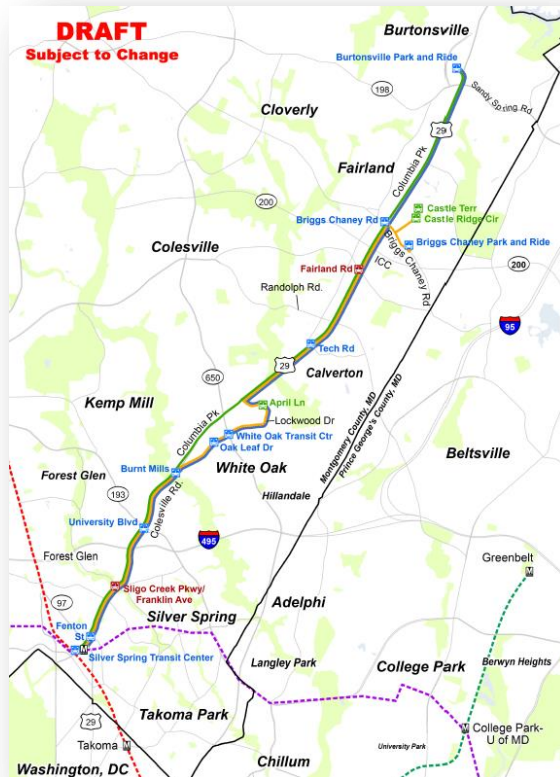 DRAFT
Subject to Change
Burtonsville
Burtonsville Park and Ride
Sandy Spring Rd
198
Cloverly
29
Columbia Pk
Fairland
200
Castle Terr
Castle Ridge Cir
Briggs Chaney Rd
Briggs Chaney Park and Ride
Briggs Chaney Rd
Colesville
Fairland Rd
ICC
200
Randolph Rd.
95
Tech Rd
29
Calverton
650
Kemp Mill
April Ln
Columbia Pk
Lockwood Dr
White Oak Transit Ctr
Oak Leaf Dr
Montgomery County, MD
Prince George's County, MD
Beltsville
Burnt Mills
White Oak
Forest Glen
Colesville Rd.
Hillandale
193
University Blvd
495
Forest Glen
Greenbelt
M
Sligo Creek Pkwy/
Franklin Ave
97
Adelphi
Silver Spring
Fenton
St
M
Silver Spring Transit Center
Langley Park
College Park
Berwyn Heights
29
Takoma Park
M
College Park-
U of MD
Takoma
M
University Park
Washington, DC
Chillum